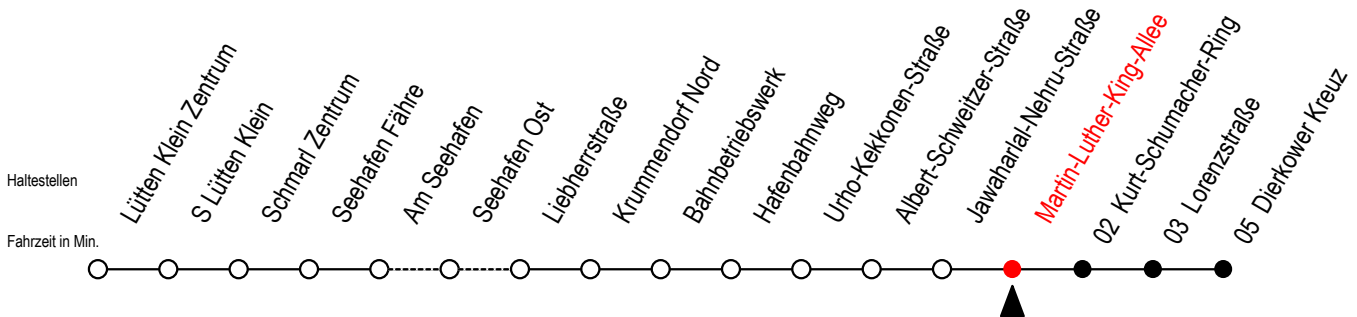 Haltestellen
Fahrzeit in Min.
Lütten Klein Zentrum
S Lütten Klein
Schmarl Zentrum
Seehafen Fähre
Am Seehafen
Seehafen Ost
Liebherrstraße
Krummendorf Nord
Bahnbetriebswerk
Hafenbahnweg
Urho-Kekkonen-Straße
Albert-Schweitzer-Straße
Jawaharlal-Nehru-Straße
Martin-Luther-King-Allee
02 Kurt-Schumacher-Ring
03 Lorenzstraße
05 Dierkower Kreuz